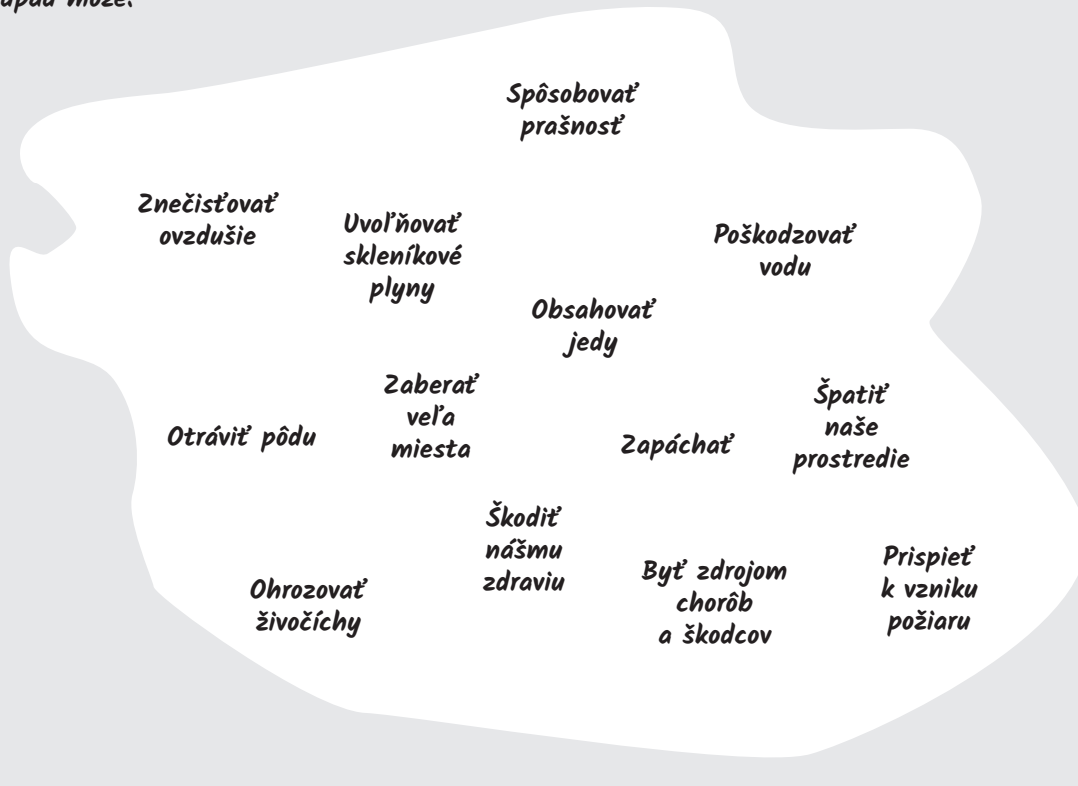 môže:
Spôsobovať
prašnosť
Znečisťovať
ovzdušie
Uvoľňovať
skleníkové
plyny
Poškodzovať
vodu
Obsahovať
jedy
Zaberať
veľa
miesta
Otráviť pôdu
Zapáchať
Špatiť
naše
prostredie
Škodiť
nášmu
zdraviu
Ohrozovať
živočíchy
Byť zdrojom
chorôb
a škodcov
Prispieť
k vzniku
požiaru